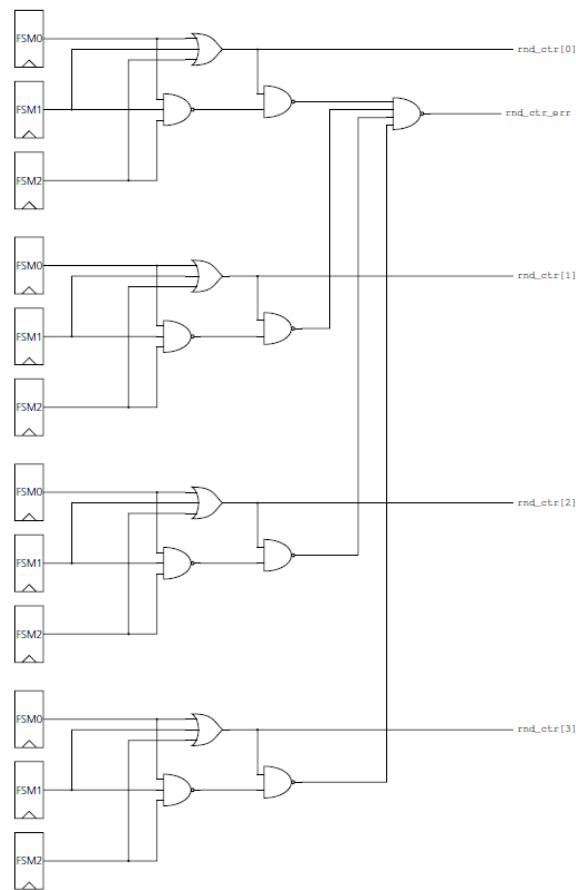 FSM0
rnd_ctr[0]
FSM1
rnd_ctr_err
FSM2
FSM0
rnd_ctr[1]
FSM1
FSM2
FSM0
rnd_ctr[2]
FSM1
FSM2
FSM0
rnd_ctr[3]
FSM1
FSM2